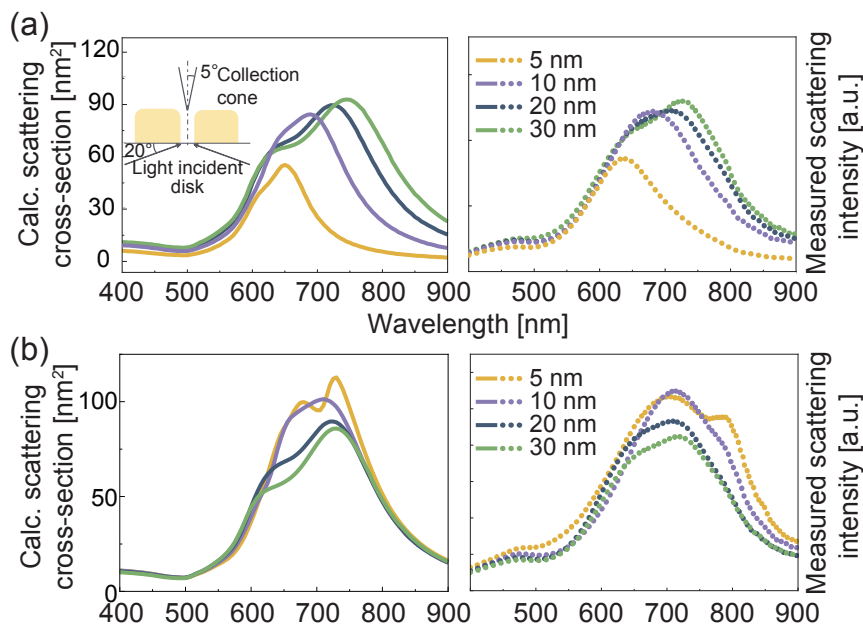 (a)
Calc. scattering
cross-section [nm²]
120
90
60
30
0
5° Collection
cone
20°
Light incident
disk
400 500 600 700 800 900
5 nm
10 nm
20 nm
30 nm
500 600 700 800 900
Measured scattering
intensity [a.u.]
Wavelength [nm]
(b)
Calc. scattering
cross-section [nm²]
100
50
0
400 500 600 700 800 900
5 nm
10 nm
20 nm
30 nm
500 600 700 800 900
Measured scattering
intensity [a.u.]